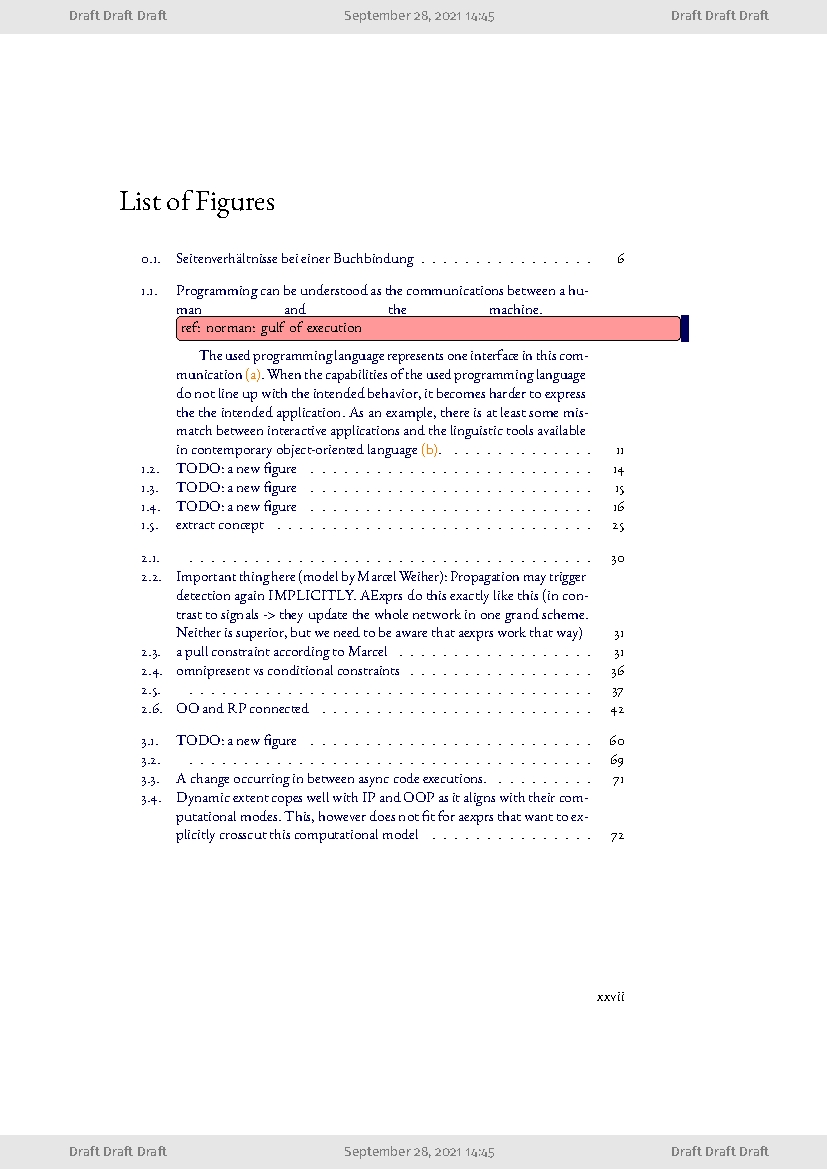 Draft Draft Draft September 28, 2021 14:45 Draft Draft Draft
List of Figures
0.1. Seitenverhältnisse bei einer Buchbindung . . . . . . . . . . . . . . . . 6
1.1. Programming can be understood as the communications between a hu-
man and the machine.
ref: norman: gulf of execution
The used programming language represents one interface in this com-
munication (a). When the capabilities of the used programming language
do not line up with the intended behavior, it becomes harder to express
the the intended application. As an example, there is at least some mis-
match between interactive applications and the linguistic tools available
in contemporary object-oriented language (b). . . . . . . . . . . . . . 11
1.2. TODO: a new figure . . . . . . . . . . . . . . . . . . . . . . . . . . 14
1.3. TODO: a new figure . . . . . . . . . . . . . . . . . . . . . . . . . . 15
1.4. TODO: a new figure . . . . . . . . . . . . . . . . . . . . . . . . . . 16
1.5. extract concept . . . . . . . . . . . . . . . . . . . . . . . . . . . . . 25
2.1. . . . . . . . . . . . . . . . . . . . . . . . . . . . . . . . . . . . . . 30
2.2. Important thing here (model by Marcel Weiher): Propagation may trigger
detection again IMPLICITLY. AExprs do this exactly like this (in con-
trast to signals -> they update the whole network in one grand scheme.
Neither is superior, but we need to be aware that aexprs work that way) 31
2.3. a pull constraint according to Marcel . . . . . . . . . . . . . . . . . . 31
2.4. omnipresent vs conditional constraints . . . . . . . . . . . . . . . . . 36
2.5. . . . . . . . . . . . . . . . . . . . . . . . . . . . . . . . . . . . . . 37
2.6. OO and RP connected . . . . . . . . . . . . . . . . . . . . . . . . . 42
3.1. TODO: a new figure . . . . . . . . . . . . . . . . . . . . . . . . . . 60
3.2. . . . . . . . . . . . . . . . . . . . . . . . . . . . . . . . . . . . . . 69
3.3. A change occurring in between async code executions. . . . . . . . . . 71
3.4. Dynamic extent copes well with IP and OOP as it aligns with their com-
putational modes. This, however does not fit for aexprs that want to ex-
plicitly crosscut this computational model . . . . . . . . . . . . . . . 72
xxvii
Draft Draft Draft September 28, 2021 14:45 Draft Draft Draft